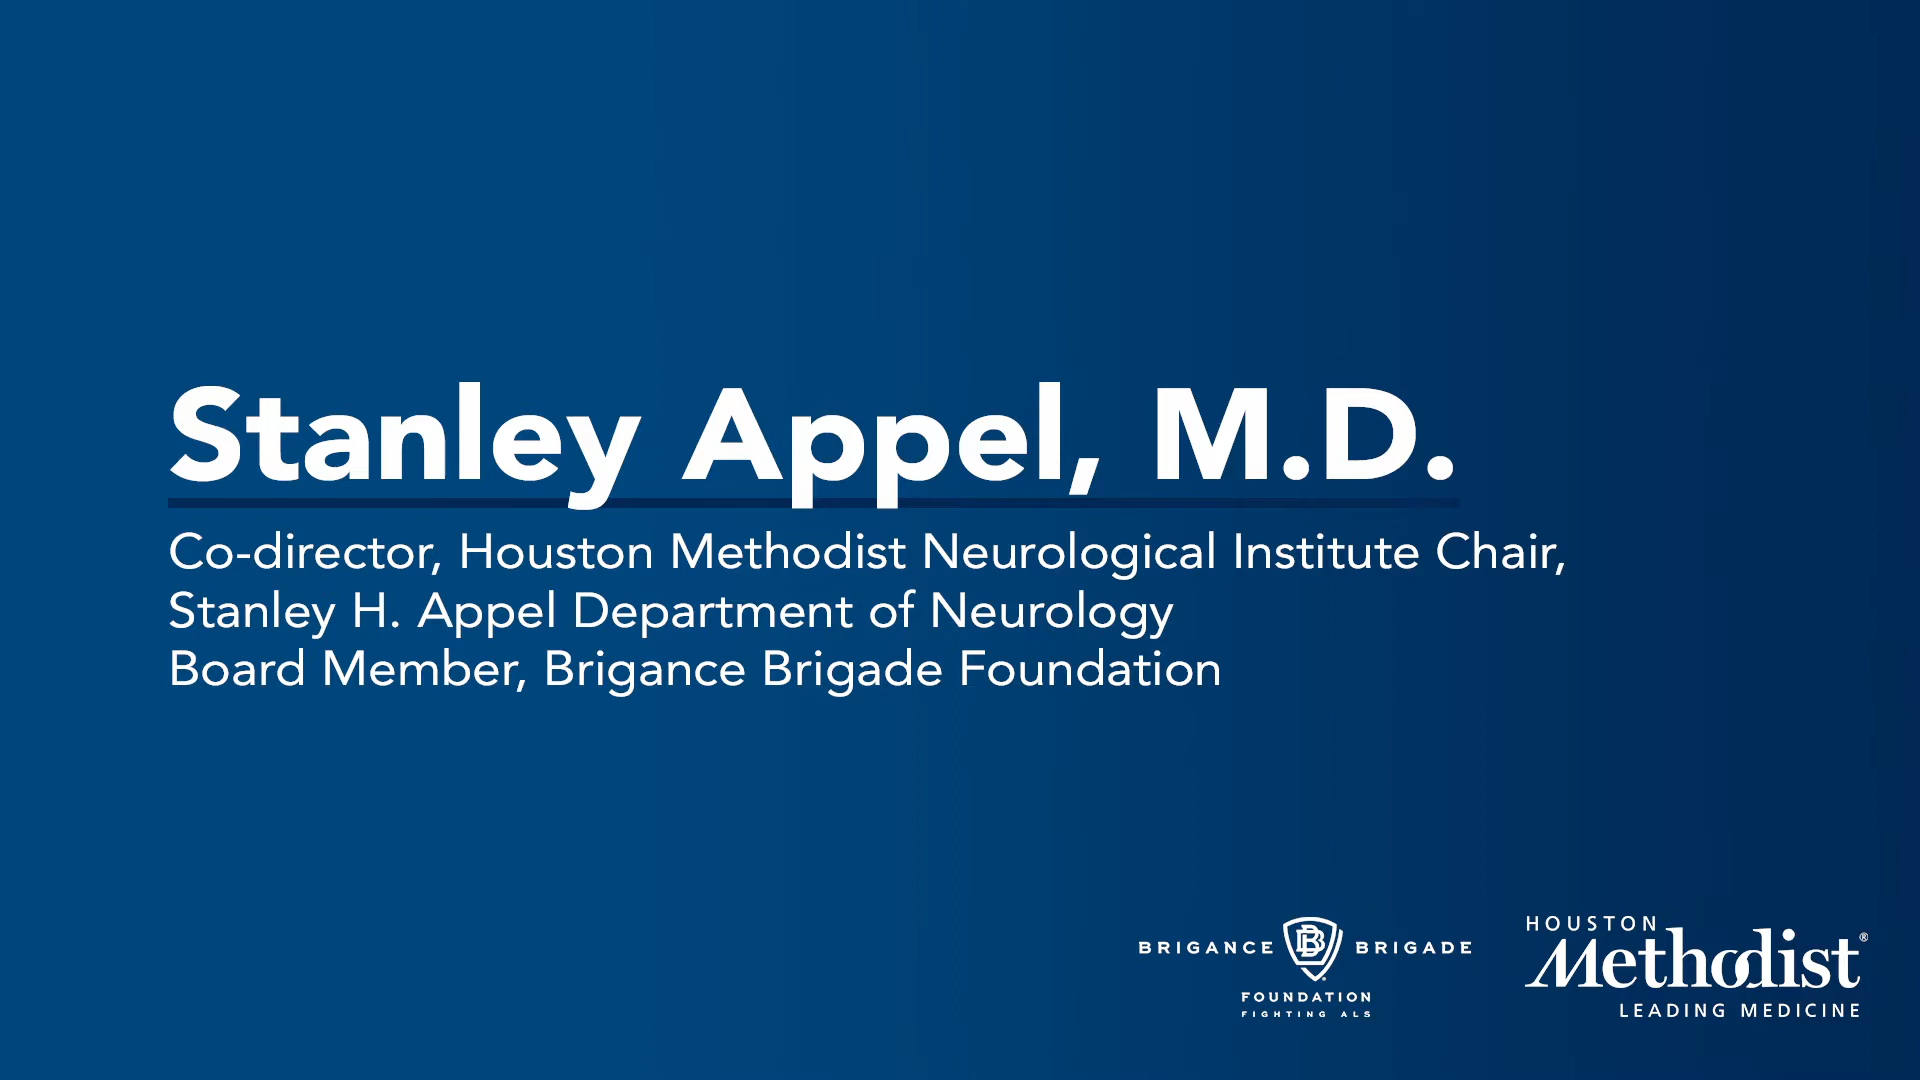 Stanley Appel, M.D.
Co-director, Houston Methodist Neurological Institute Chair,
Stanley H. Appel Department of Neurology
Board Member, Brigance Brigade Foundation
BRIGANCE BB BRIGADE
FOUNDATION
FIGHTING ALS
HOUSTON
Methodist®
LEADING MEDICINE